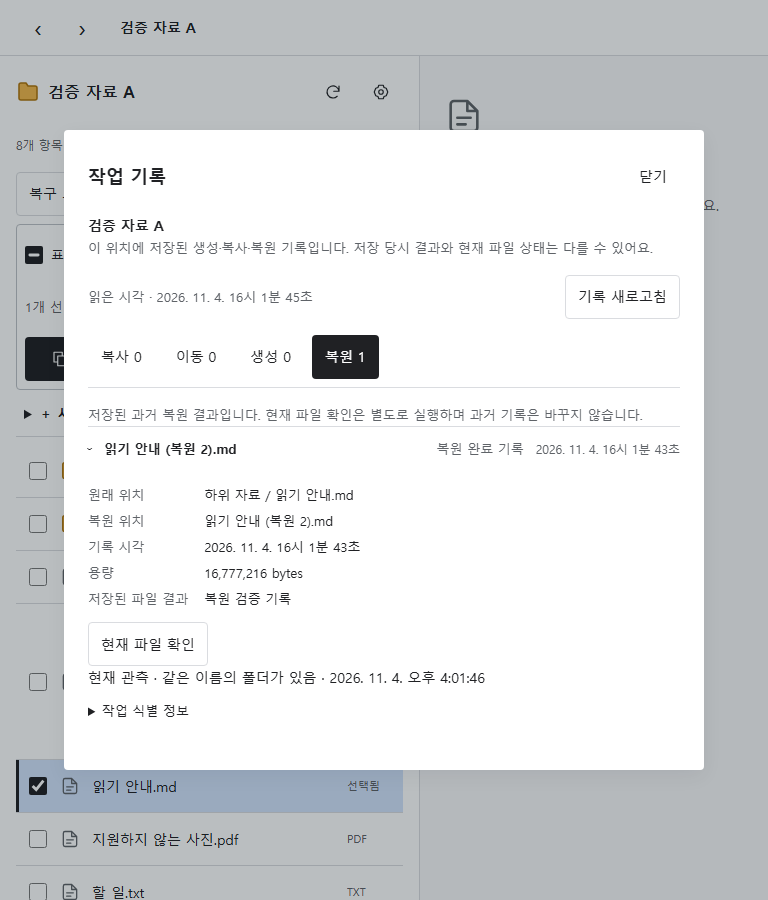 검증 자료 A
검증 자료 A
8개 항목
복구
요.
표
1개 선
+
작업 기록
닫기
검증 자료 A
이 위치에 저장된 생성·복사·복원 기록입니다. 저장 당시 결과와 현재 파일 상태는 다를 수 있어요.
읽은 시각 · 2026. 11. 4. 16시 1분 45초
기록 새로고침
복사 0 이동 0 생성 0 복원 1
저장된 과거 복원 결과입니다. 현재 파일 확인은 별도로 실행하며 과거 기록은 바꾸지 않습니다.
읽기 안내 (복원 2).md 복원 완료 기록 2026. 11. 4. 16시 1분 43초
원래 위치 하위 자료 / 읽기 안내.md
복원 위치 읽기 안내 (복원 2).md
기록 시각 2026. 11. 4. 16시 1분 43초
용량 16,777,216 bytes
저장된 파일 결과 복원 검증 기록
현재 파일 확인
현재 관측 · 같은 이름의 폴더가 있음 · 2026. 11. 4. 오후 4:01:46
작업 식별 정보
읽기 안내.md 선택됨
지원하지 않는 사진.pdf PDF
할 일.txt TXT